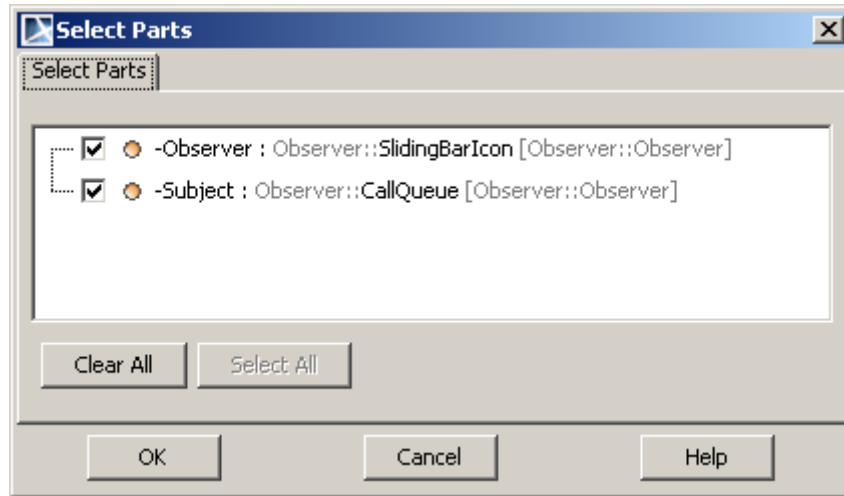 Select Parts
Select Parts
-Observer : Observer::SlidingBarIcon [Observer::Observer]
-Subject : Observer::CallQueue [Observer::Observer]
Clear All Select All
OK Cancel Help